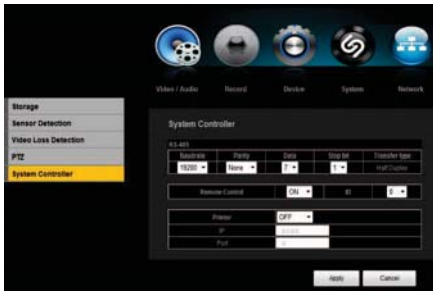 Video / Audio Record Device System Network
Storage
Sensor Detection
Video Loss Detection
PTZ
System Controller
System Controller
RS-485
Baudrate Parity Data Stop bit Transfer type
19200 None 7 1 Half Duplex
Remote Control ON ID 0
Printer OFF
IP
Port
Apply Cancel